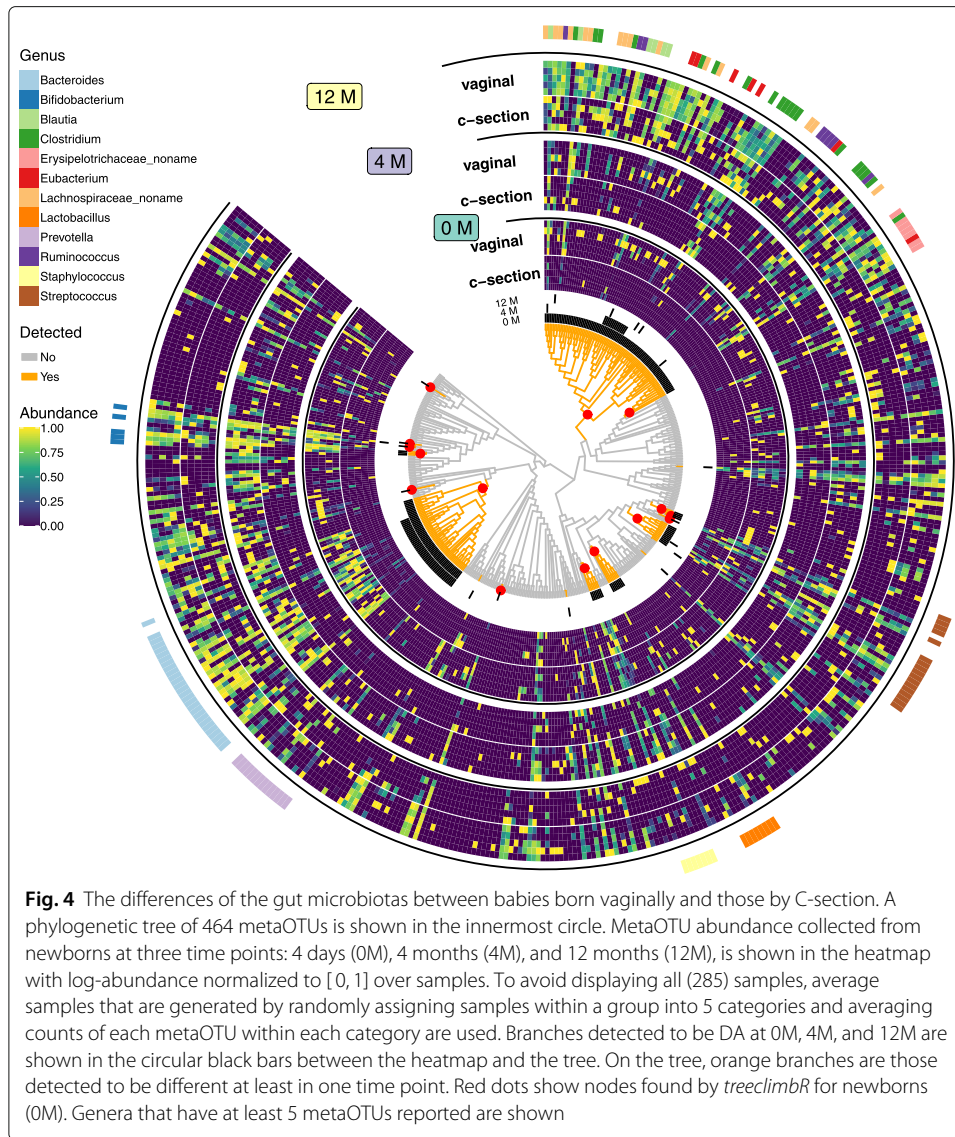 Genus
Bacteroides
Bifidobacterium
Blautia
Clostridium
Erysipelotrichaceae_noname
Eubacterium
Lachnospiraceae_noname
Lactobacillus
Prevotella
Ruminococcus
Staphylococcus
Streptococcus
Detected
No
Yes
Abundance
1.00
0.75
0.50
0.25
0.00
12 M
vaginal
c-section
4 M
vaginal
c-section
0 M
vaginal
c-section
12 M
4 M
0 M
Fig. 4 The differences of the gut microbiotas between babies born vaginally and those by C-section. A
phylogenetic tree of 464 metaOTUs is shown in the innermost circle. MetaOTU abundance collected from
newborns at three time points: 4 days (0M), 4 months (4M), and 12 months (12M), is shown in the heatmap
with log-abundance normalized to [ 0, 1] over samples. To avoid displaying all (285) samples, average
samples that are generated by randomly assigning samples within a group into 5 categories and averaging
counts of each metaOTU within each category are used. Branches detected to be DA at 0M, 4M, and 12M are
shown in the circular black bars between the heatmap and the tree. On the tree, orange branches are those
detected to be different at least in one time point. Red dots show nodes found by treeclimbR for newborns
(0M). Genera that have at least 5 metaOTUs reported are shown